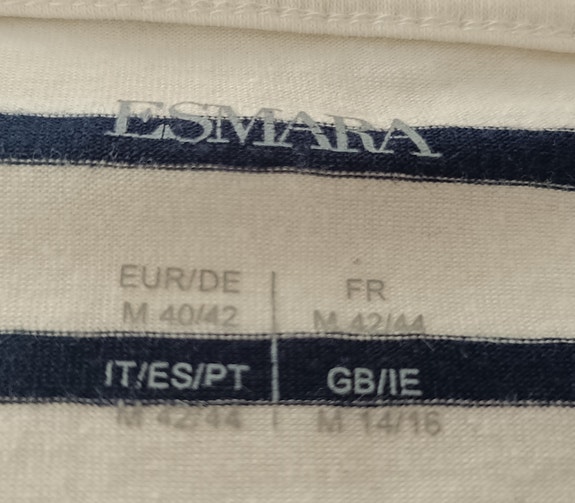 ESMARA
EUR/DE FR
M 40/42 M 42/44
IT/ES/PT GB/IE
M 42/44 M 14/16